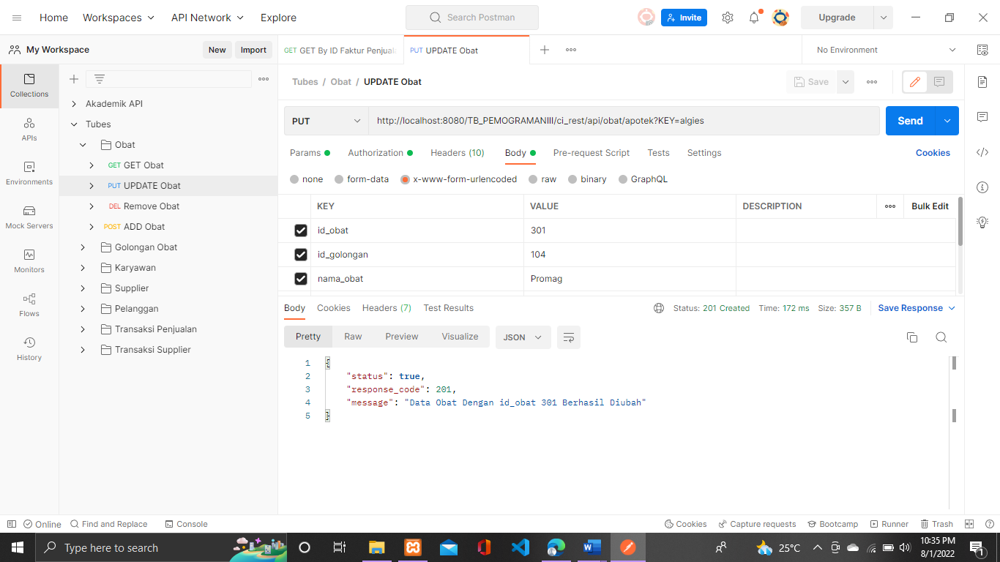 Home Workspaces API Network Explore Search Postman Invite Upgrade
My Workspace New Import GET GET By ID Faktur Penjual PUT UPDATE Obat No Environment
Collections
APIs
Environments
Mock Servers
Monitors
Flows
History
Akademik API
Tubes
Obat
GET GET Obat
PUT UPDATE Obat
DEL Remove Obat
POST ADD Obat
Golongan Obat
Karyawan
Supplier
Pelanggan
Transaksi Penjualan
Transaksi Supplier
Tubes / Obat / UPDATE Obat Save
PUT http://localhost:8080/TB_PEMOGRAMANIII/ci_rest/api/obat/apotek?KEY=algies Send
Params Authorization Headers (10) Body Pre-request Script Tests Settings Cookies
none form-data x-www-form-urlencoded raw binary GraphQL
KEY VALUE DESCRIPTION Bulk Edit
id_obat 301
id_golongan 104
nama_obat Promag
Body Cookies Headers (7) Test Results Status: 201 Created Time: 172 ms Size: 357 B Save Response
Pretty Raw Preview Visualize JSON
1 {
2 "status": true,
3 "response_code": 201,
4 "message": "Data Obat Dengan id_obat 301 Berhasil Diubah"
5 }
Online Find and Replace Console Cookies Capture requests Bootcamp Runner Trash
Type here to search 25°C 10:35 PM
8/1/2022 1